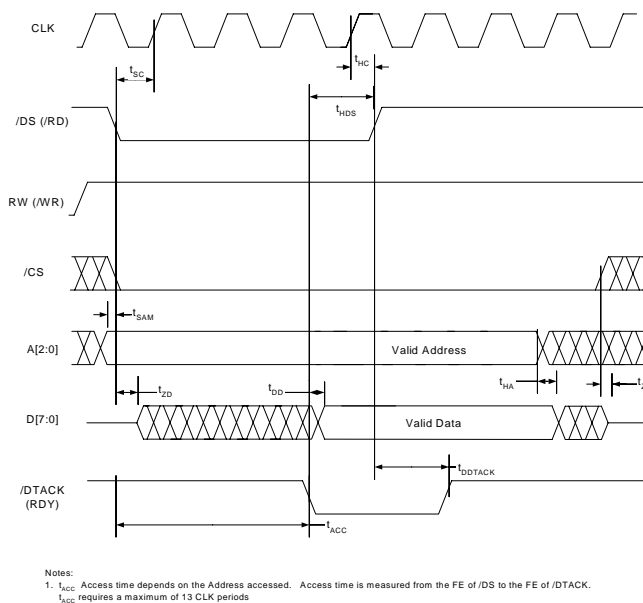 CLK
tSC
tHC
tHDS
/DS (/RD)
RW (/WR)
/CS
tSAM
A[2:0]
Valid Address
tZD
tDD
tHA
D[7:0]
Valid Data
tDDTACK
/DTACK
(RDY)
tACC
Notes:
1. tACC Access time depends on the Address accessed. Access time is measured from the FE of /DS to the FE of /DTACK.
tACC requires a maximum of 13 CLK periods